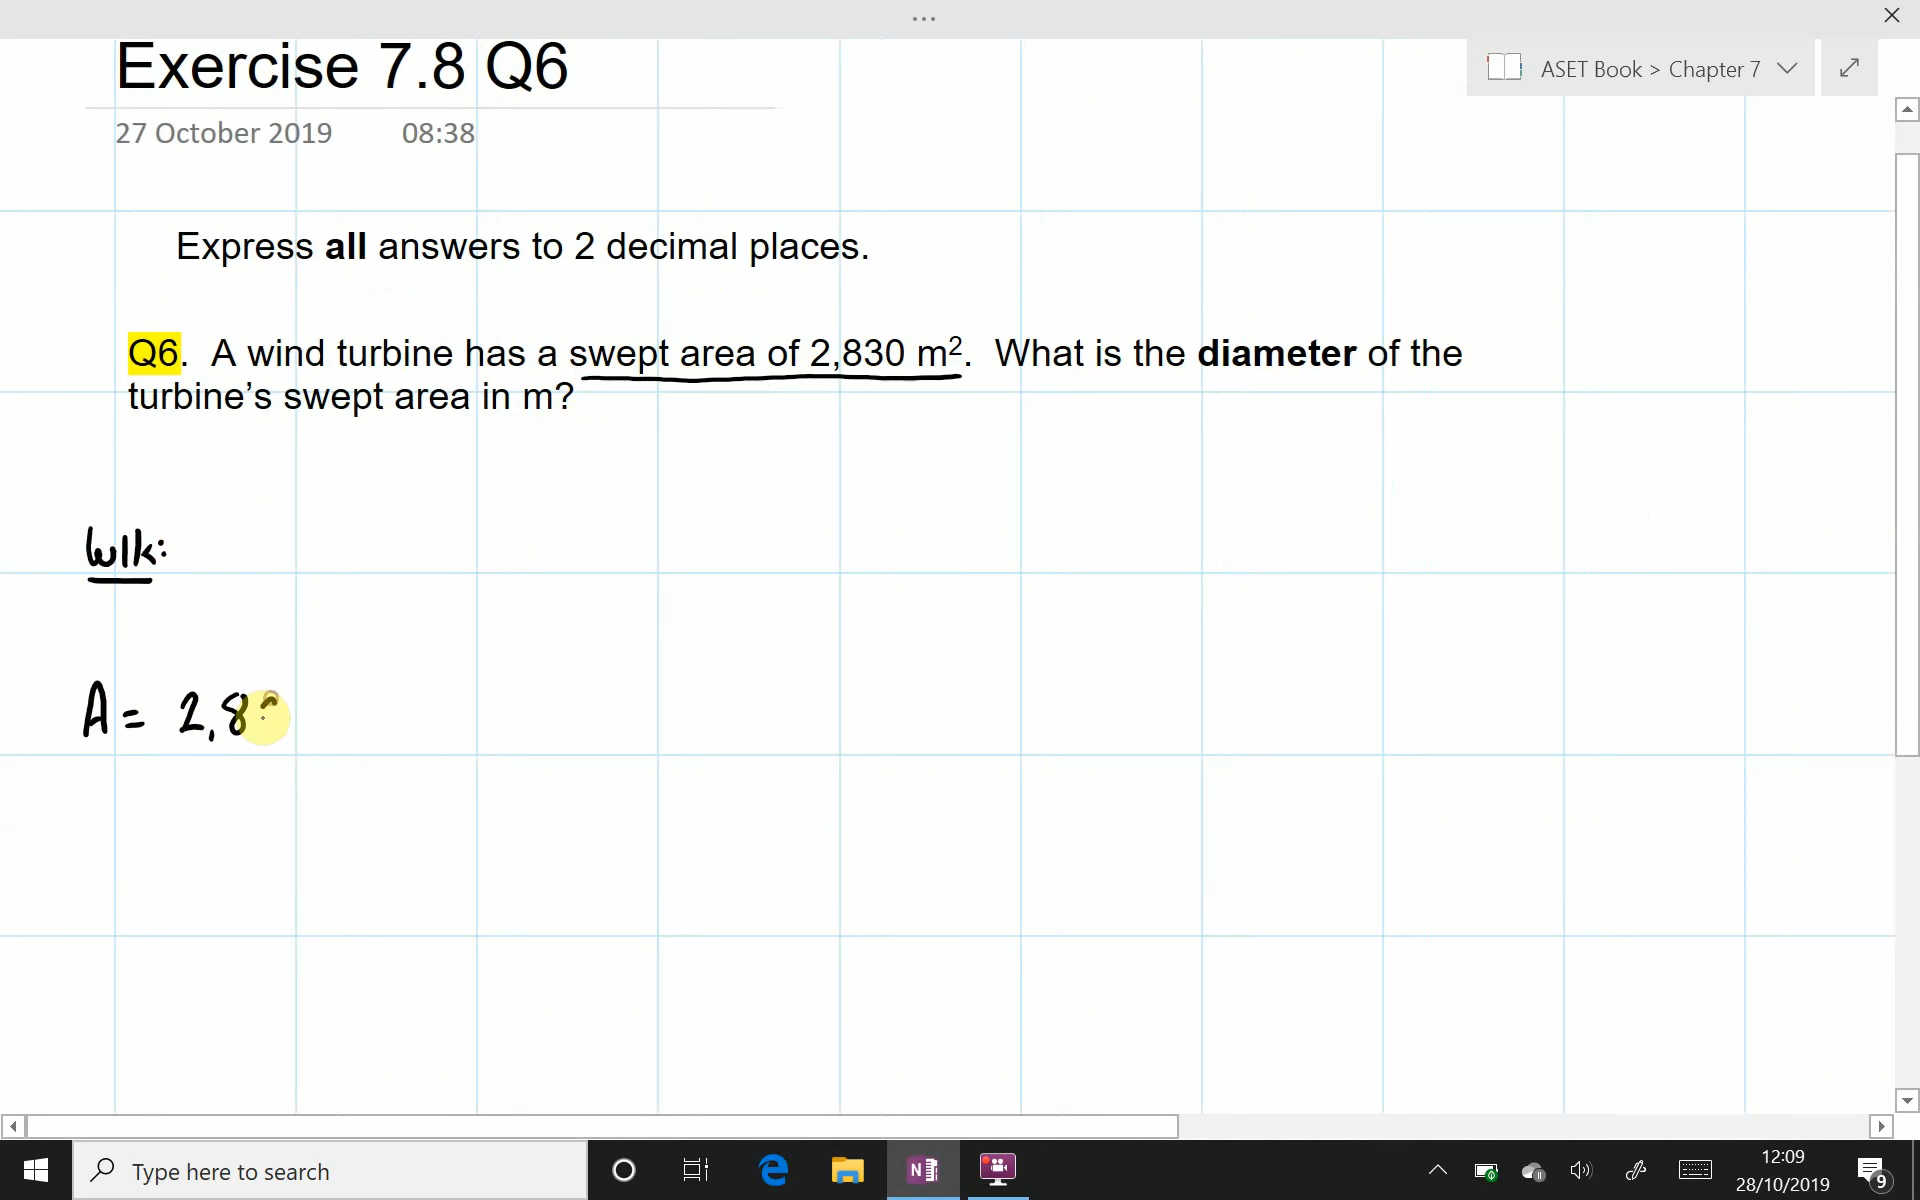 ...
Exercise 7.8 Q6
ASET Book > Chapter 7
27 October 2019 08:38
Express all answers to 2 decimal places.
Q6. A wind turbine has a swept area of 2,830 m². What is the diameter of the
turbine’s swept area in m?
W1k:
A = 2,8
Type here to search
N
12:09
28/10/2019
9